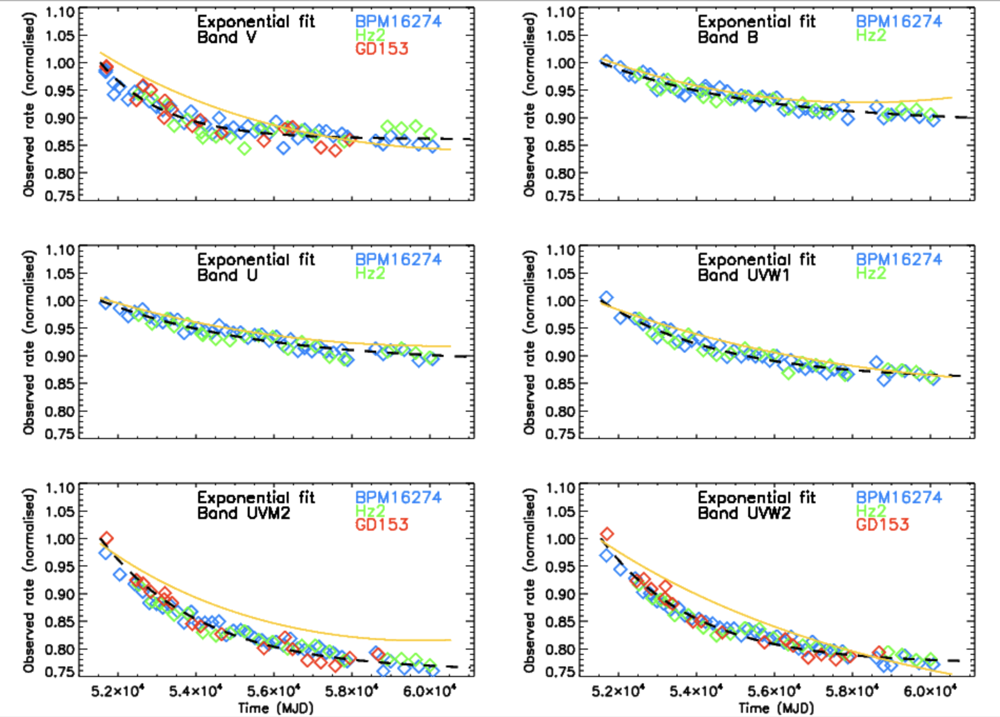 Observed rate (normalised)
1.10
1.05
1.00
0.95
0.90
0.85
0.80
0.75
Exponential fit
Band V
BPM16274
Hz2
GD153
Observed rate (normalised)
1.10
1.05
1.00
0.95
0.90
0.85
0.80
0.75
Exponential fit
Band B
BPM16274
Hz2
Observed rate (normalised)
1.10
1.05
1.00
0.95
0.90
0.85
0.80
0.75
Exponential fit
Band U
BPM16274
Hz2
Observed rate (normalised)
1.10
1.05
1.00
0.95
0.90
0.85
0.80
0.75
Exponential fit
Band UVW1
BPM16274
Hz2
Observed rate (normalised)
1.10
1.05
1.00
0.95
0.90
0.85
0.80
0.75
Exponential fit
Band UVM2
BPM16274
Hz2
GD153
5.2×10⁴ 5.4×10⁴ 5.6×10⁴ 5.8×10⁴ 6.0×10⁴
Time (MJD)
Observed rate (normalised)
1.10
1.05
1.00
0.95
0.90
0.85
0.80
0.75
Exponential fit
Band UVW2
BPM16274
Hz2
GD153
5.2×10⁴ 5.4×10⁴ 5.6×10⁴ 5.8×10⁴ 6.0×10⁴
Time (MJD)